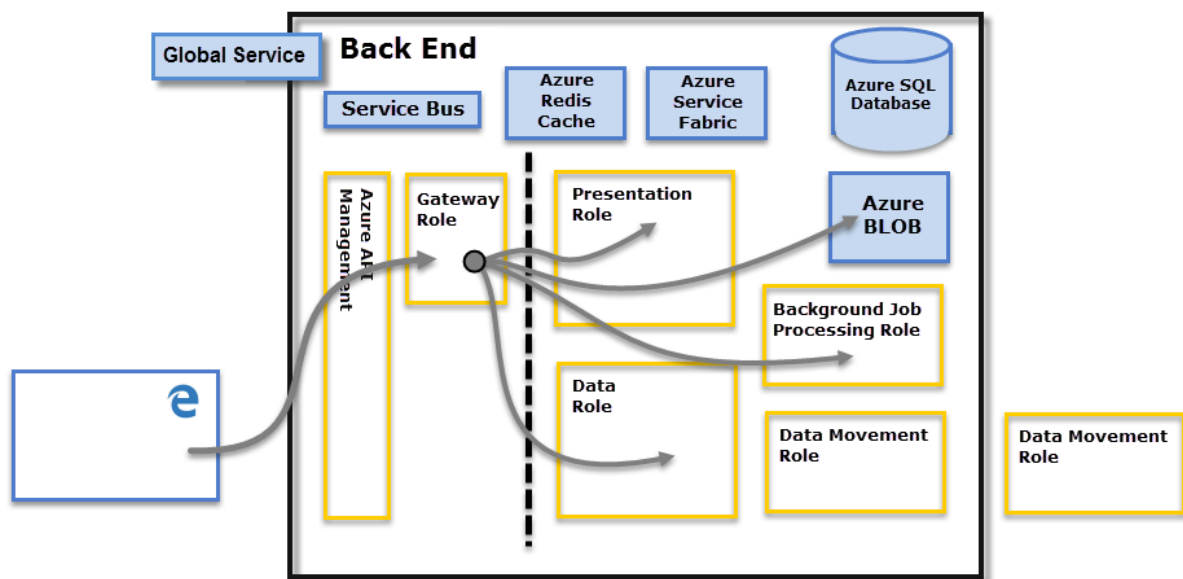 Global Service
Back End
Service Bus
Azure
Redis
Cache
Azure
Service
Fabric
Azure SQL
Database
Azure API
Management
Gateway
Role
Presentation
Role
Azure
BLOB
Background Job
Processing Role
Data
Role
Data Movement
Role
Data Movement
Role